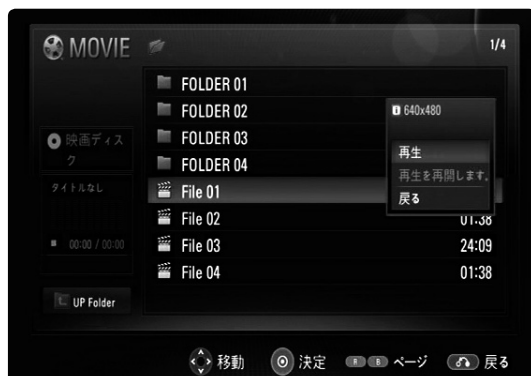 MOVIE
1/4
FOLDER 01
FOLDER 02
FOLDER 03
FOLDER 04
File 01
File 02 01:38
File 03 24:09
File 04 01:38
640x480
再生
再生を再開します。
戻る
映画ディスク
タイトルなし
00:00 / 00:00
UP Folder
移動
決定
R B ページ
戻る